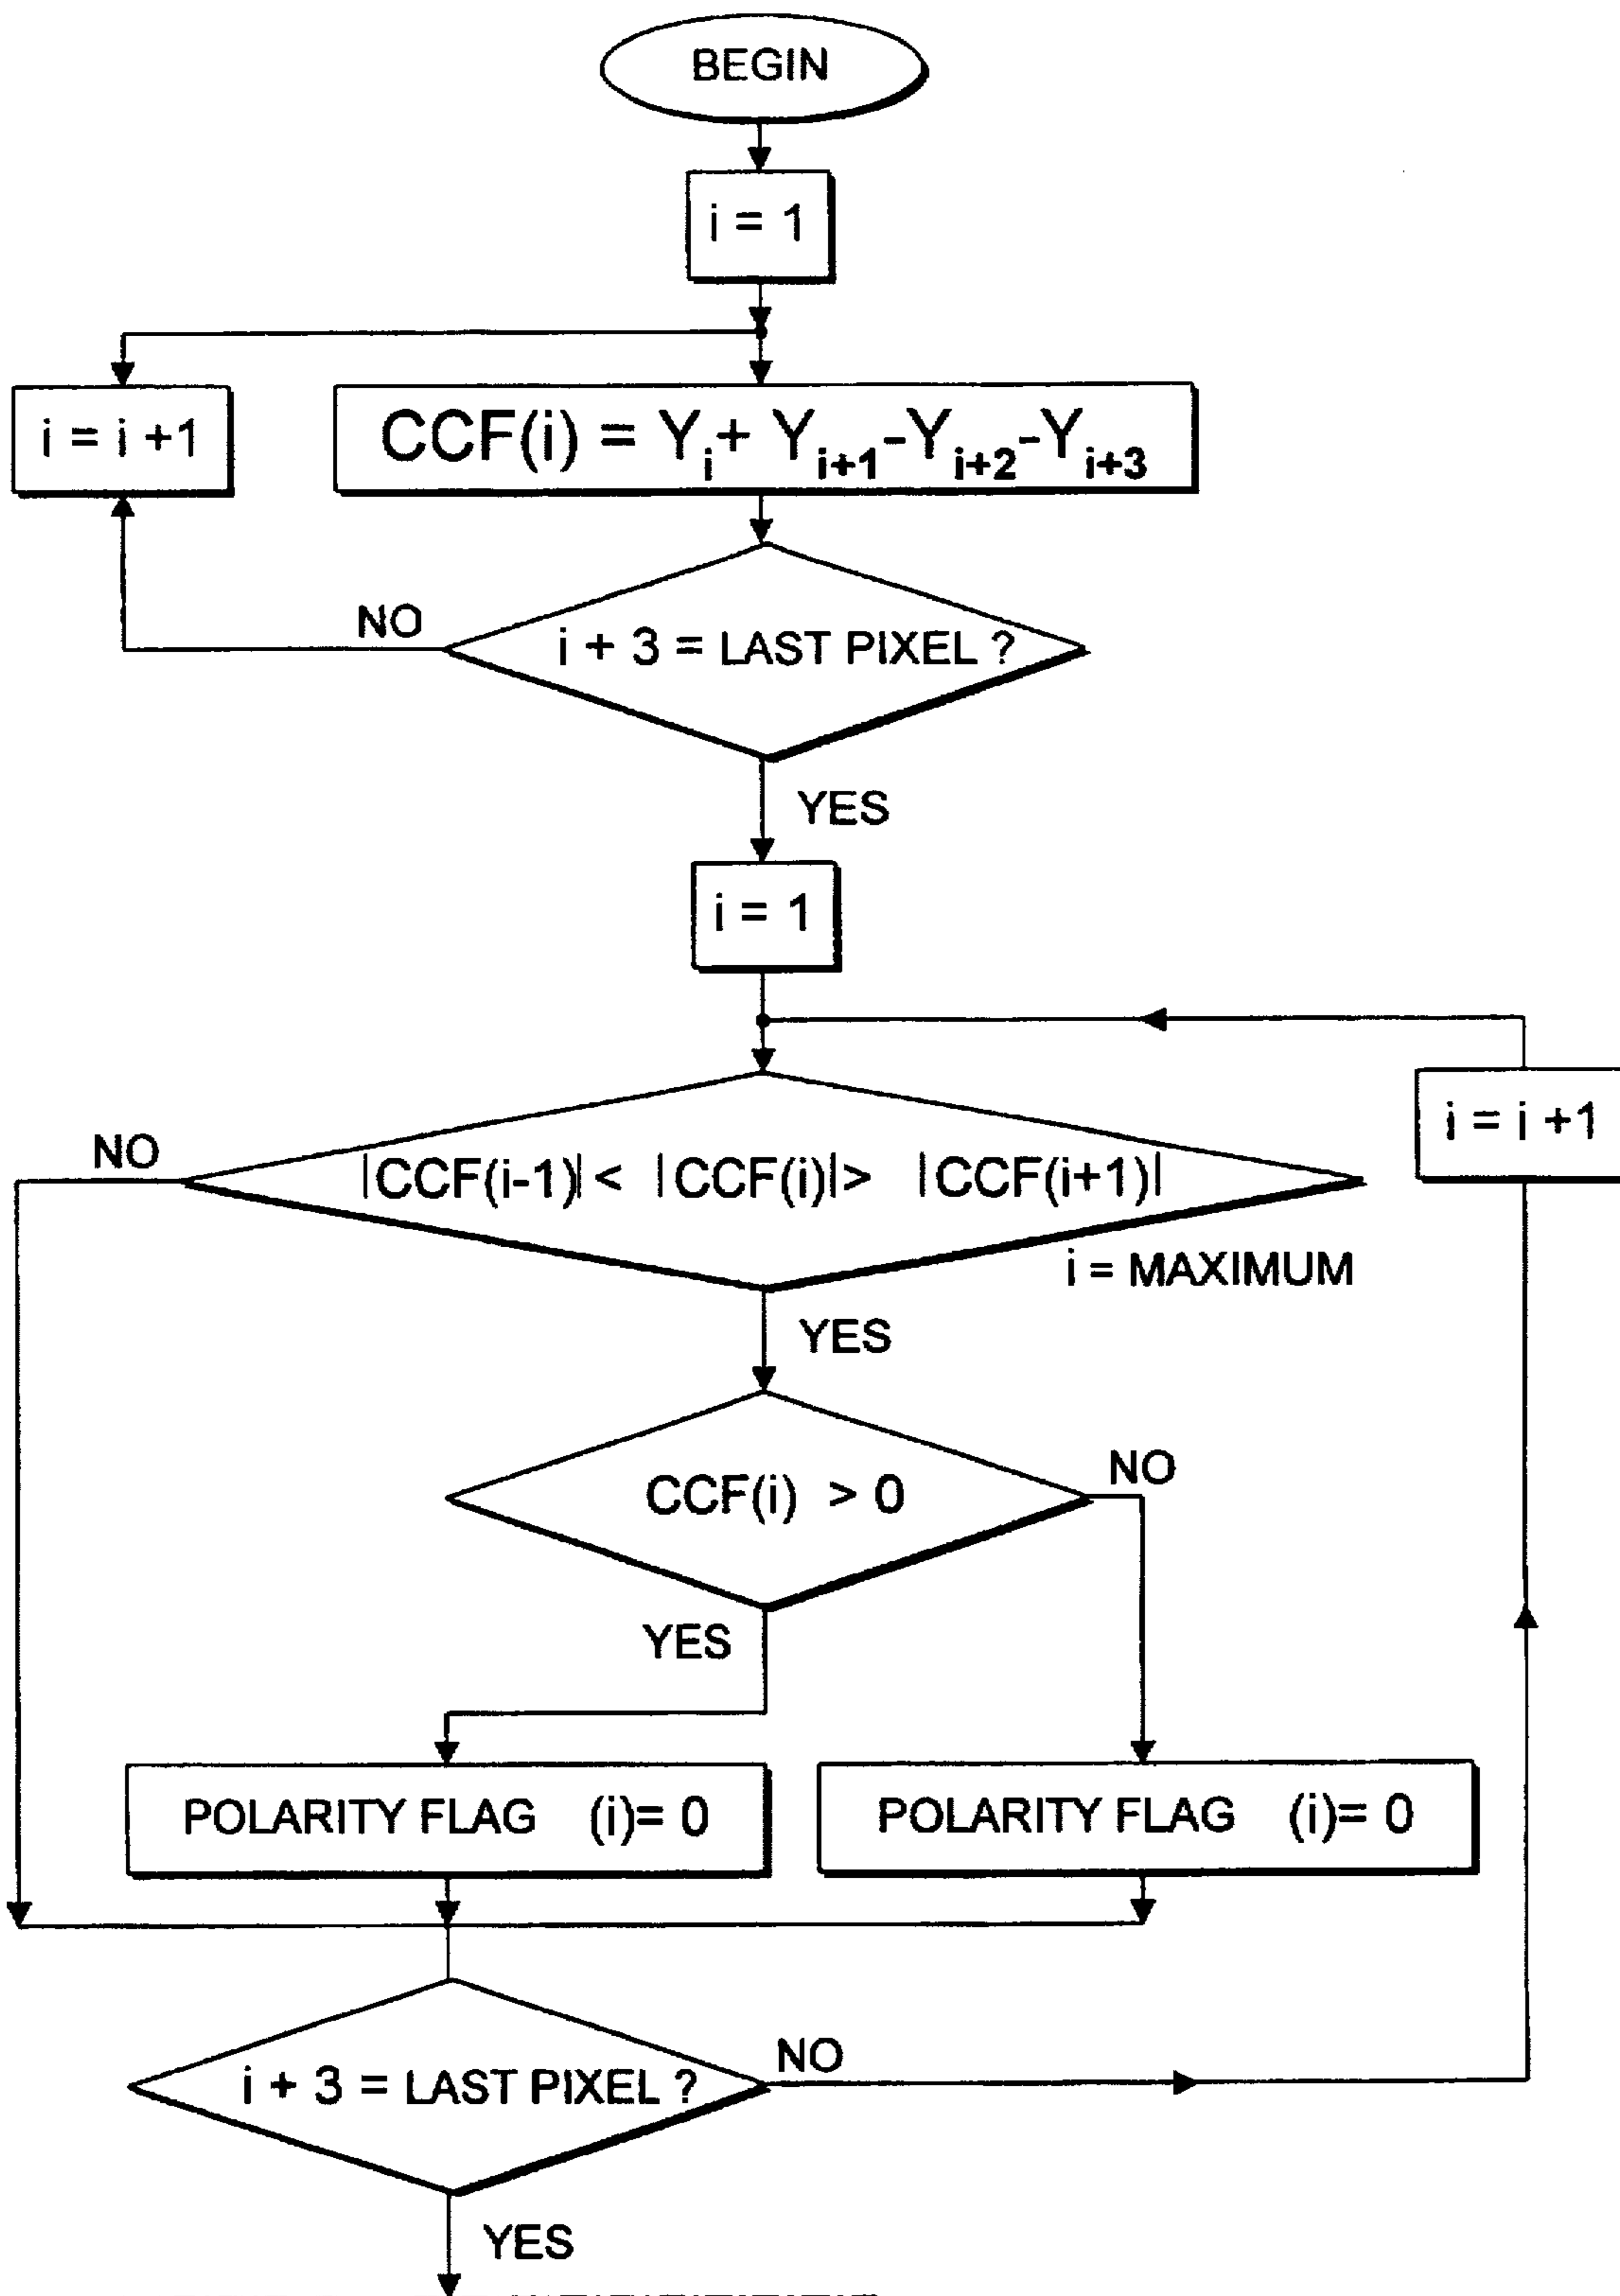 BEGIN
i = 1
i = i +1
CCF(i) = Yi+ Yi+1-Yi+2-Yi+3
NO
i + 3 = LAST PIXEL ?
YES
i = 1
i = i +1
NO
|CCF(i-1)| < |CCF(i)| > |CCF(i+1)|
i = MAXIMUM
YES
CCF(i) > 0
NO
YES
POLARITY FLAG (i)= 0
POLARITY FLAG (i)= 0
i + 3 = LAST PIXEL ?
NO
YES